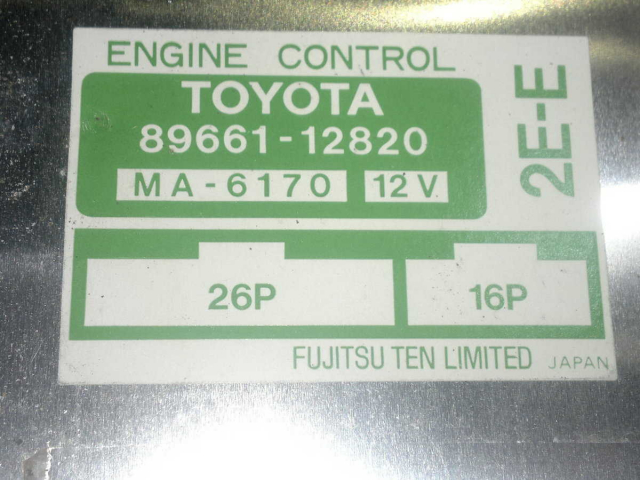 ENGINE CONTROL
TOYOTA
89661-12820
MA-6170 12V
2E-E
26P 16P
FUJITSU TEN LIMITED JAPAN